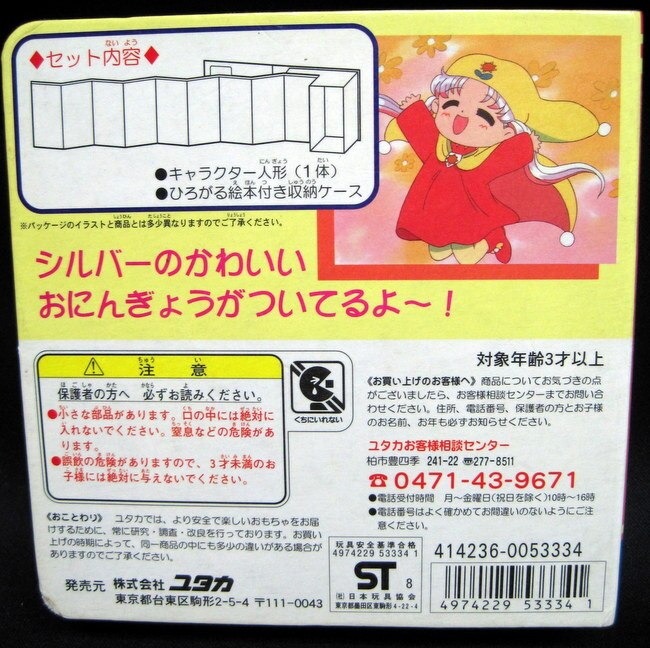 ◆セット内容◆
●キャラクター人形(1体)
●ひろがる絵本付き収納ケース
※パッケージのイラストと商品とは多少異なりますのでご了承ください。
シルバーのかわいい
おにんぎょうがついてるよ〜!
⚠ 注意
保護者の方へ 必ずお読みください。
●小さな部品があります。口の中には絶対に
入れないでください。窒息などの危険があ
ります。
●誤飲の危険がありますので、3才未満のお
子様には絶対に与えないでください。
くちにいれない
《おことわり》 ユタカでは、より安全で楽しいおもちゃをお届
けするために、常に研究・調査・改良を行っております。お買い
上げの時期によって、同一商品の中にも多少の違いがある場合が
ありますのでご了承ください。
発売元 株式会社 ユタカ
東京都台東区駒形2-5-4 〒111-0043
対象年齢3才以上
《お買い上げのお客様へ》 商品についてお気づきの点
がございましたら、お客様相談センターまでお問い合
わせください。住所、電話番号、保護者の方とお子様
のお名前、お年も必ずお知らせください。
ユタカお客様相談センター
柏市豊四季 241-22 〒277-8511
☎ 0471-43-9671
●電話受付時間 月〜金曜日(祝日を除く)10時〜16時
●電話番号はよく確かめてお間違いのないようにご注
意ください。
玩具安全基準合格
4974229 53334 1
ST 8
(社)日本玩具協会
東京都墨田区東駒形4-22-4
414236-0053334
4974229 533341